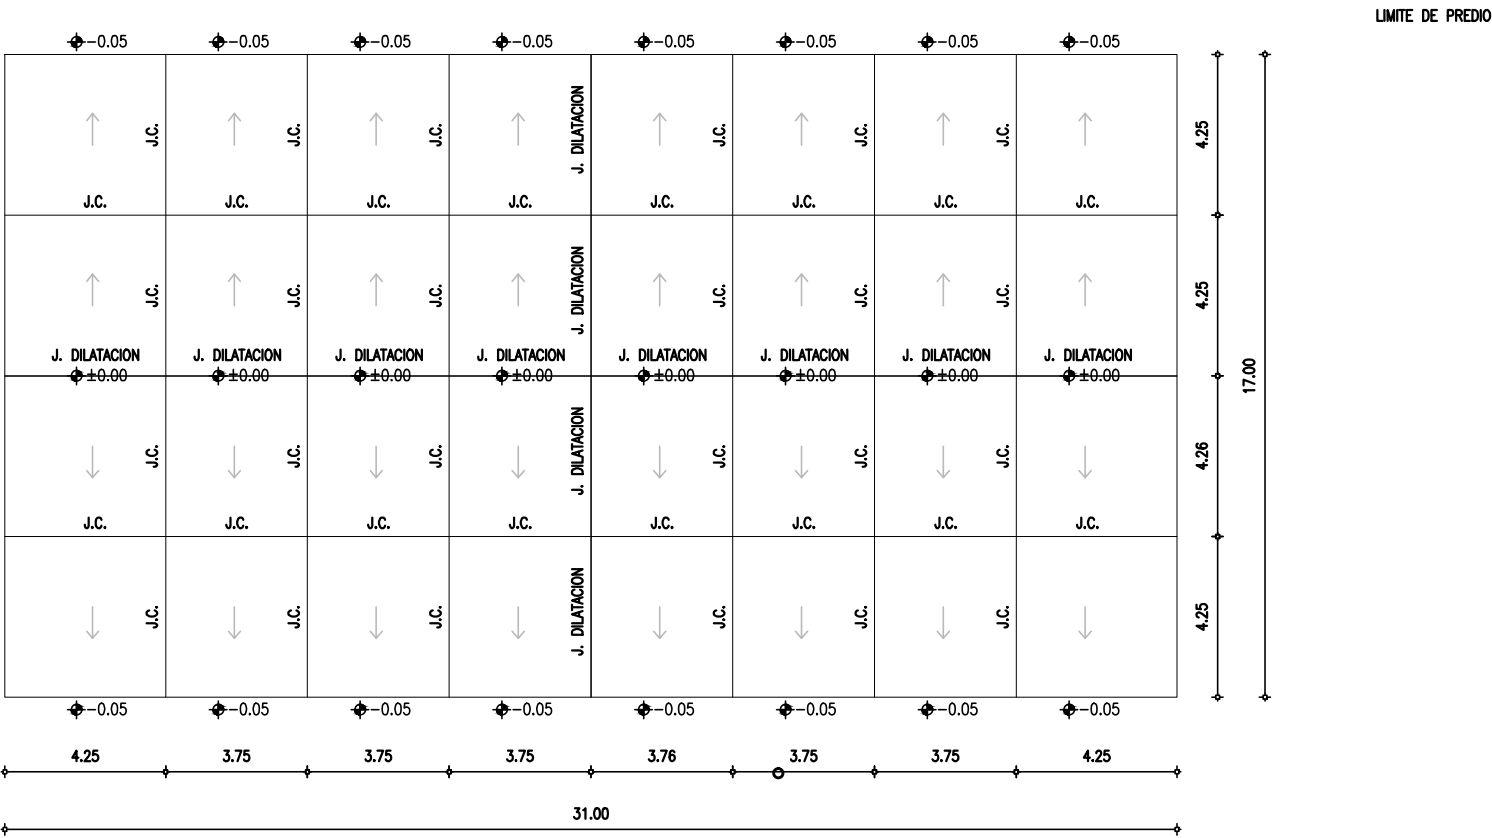 LIMITE DE PREDIO
-0.05 -0.05 -0.05 -0.05 -0.05 -0.05 -0.05 -0.05
J.C. J.C. J.C. J. DILATACION J.C. J.C. J.C. 4.25
J.C. J.C. J.C. J.C. J.C. J.C. J.C. J.C.
J.C. J.C. J.C. J. DILATACION J.C. J.C. J.C. 4.25
J. DILATACION J. DILATACION J. DILATACION J. DILATACION J. DILATACION J. DILATACION J. DILATACION J. DILATACION
±0.00 ±0.00 ±0.00 ±0.00 ±0.00 ±0.00 ±0.00 ±0.00 17.00
J.C. J.C. J.C. J. DILATACION J.C. J.C. J.C. 4.26
J.C. J.C. J.C. J.C. J.C. J.C. J.C. J.C.
J.C. J.C. J.C. J. DILATACION J.C. J.C. J.C. 4.25
-0.05 -0.05 -0.05 -0.05 -0.05 -0.05 -0.05 -0.05
4.25 3.75 3.75 3.75 3.76 3.75 3.75 4.25
31.00